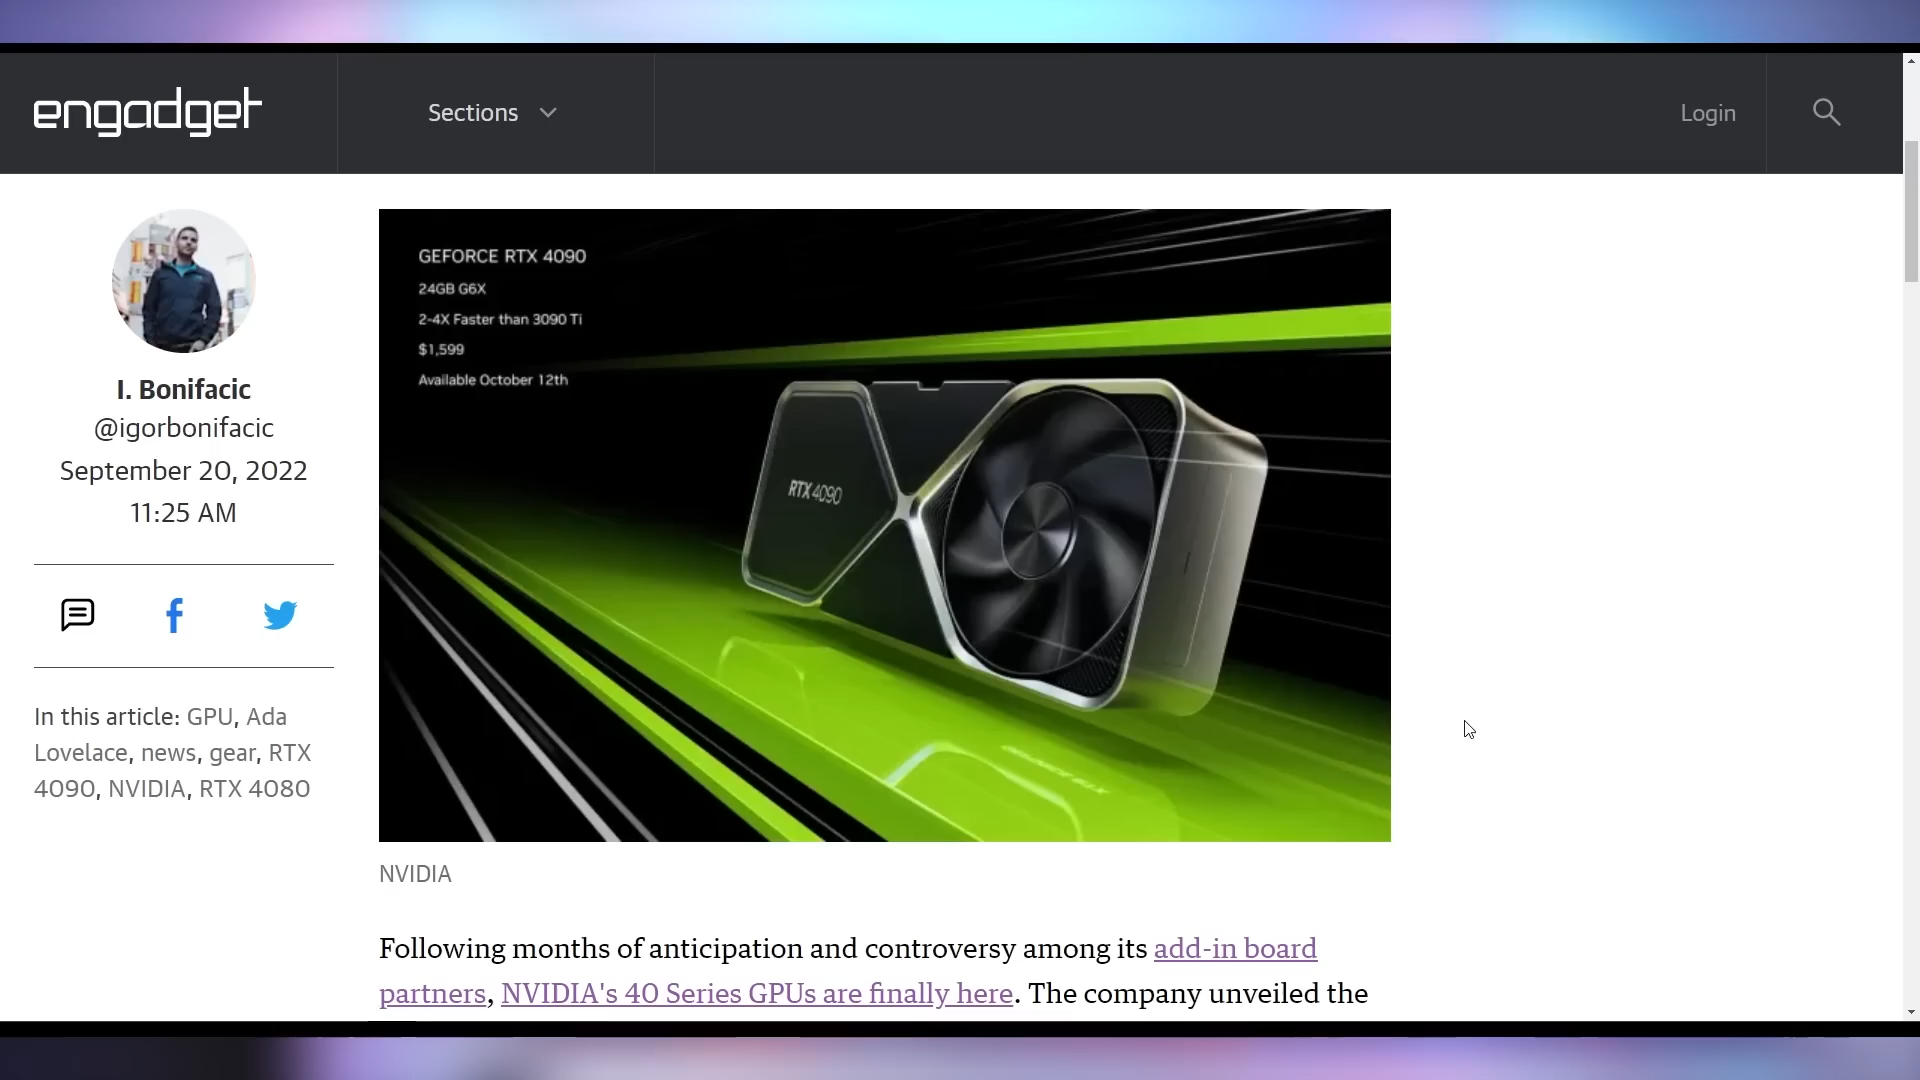 engadget
Sections
Login
I. Bonifacic
@igorbonifacic
September 20, 2022
11:25 AM
In this article: GPU, Ada
Lovelace, news, gear, RTX
4090, NVIDIA, RTX 4080
GEFORCE RTX 4090
24GB G6X
2-4X Faster than 3090 Ti
$1,599
Available October 12th
RTX 4090
NVIDIA
Following months of anticipation and controversy among its add-in board
partners, NVIDIA's 40 Series GPUs are finally here. The company unveiled the